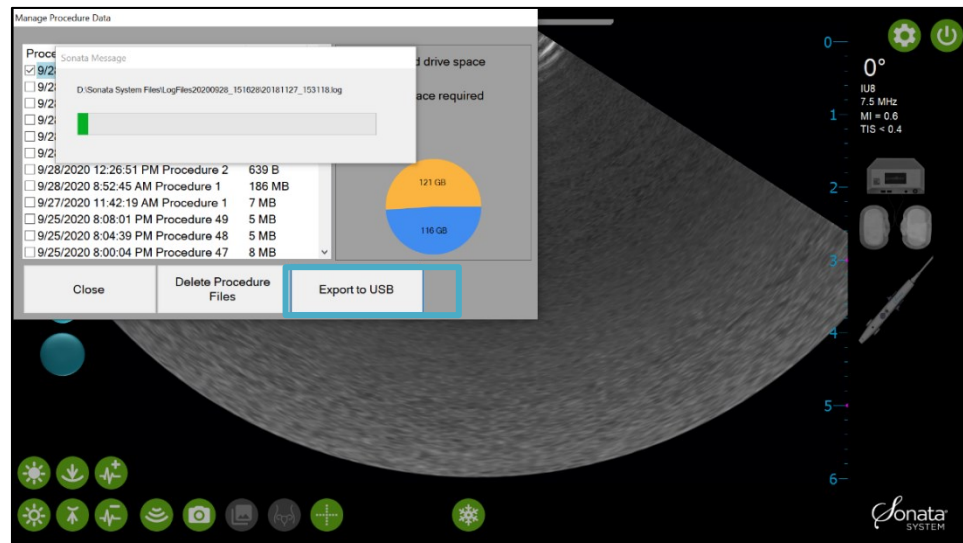 Manage Procedure Data
Proce
Sonata Message
d drive space
9/2
D:\Sonata System Files\LogFiles20200928_151628\20181127_153118.log
9/2
ace required
9/2
9/2
9/2
9/2
9/28/2020 12:26:51 PM Procedure 2 639 B
9/28/2020 8:52:45 AM Procedure 1 186 MB
9/27/2020 11:42:19 AM Procedure 1 7 MB
9/25/2020 8:08:01 PM Procedure 49 5 MB
9/25/2020 8:04:39 PM Procedure 48 5 MB
9/25/2020 8:00:04 PM Procedure 47 8 MB
121 GB
116 GB
Close
Delete Procedure
Files
Export to USB
0
1
2
3
4
5
6
0°
IU8
7.5 MHz
MI = 0.6
TIS < 0.4
Sonata
SYSTEM